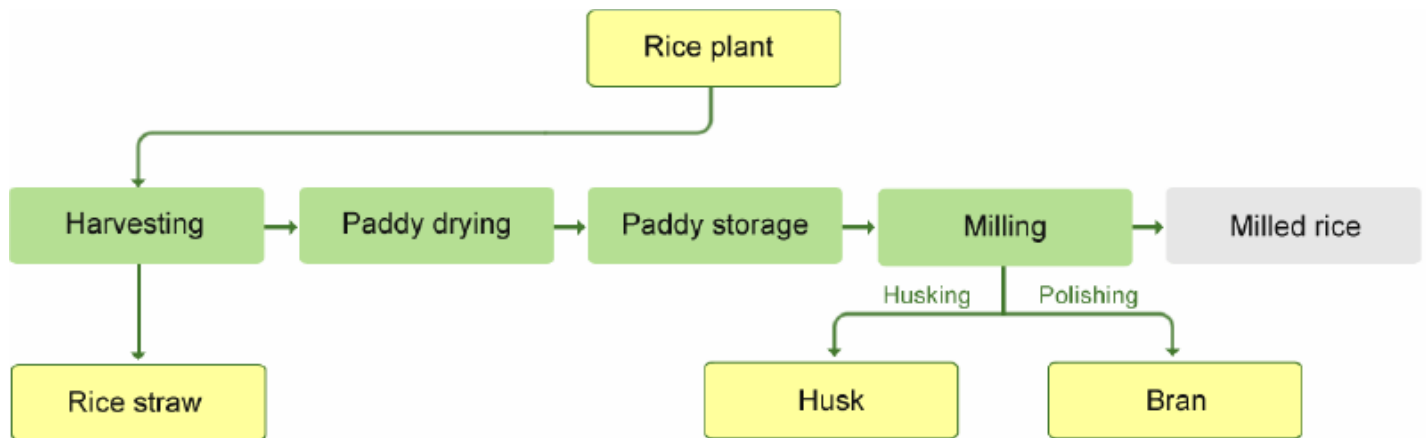 Rice plant
Harvesting
Paddy drying
Paddy storage
Milling
Milled rice
Husking
Polishing
Rice straw
Husk
Bran